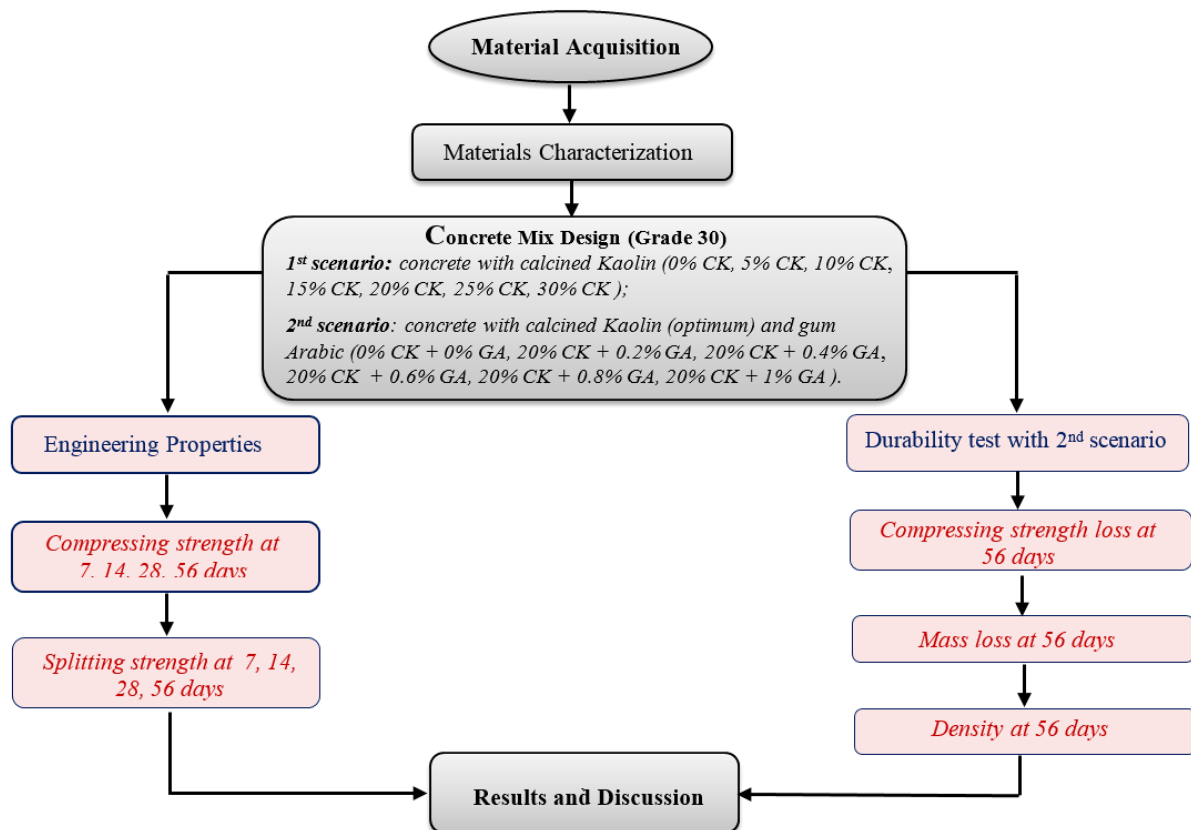 Material Acquisition
Materials Characterization
Concrete Mix Design (Grade 30)
1st scenario: concrete with calcined Kaolin (0% CK, 5% CK, 10% CK,
15% CK, 20% CK, 25% CK, 30% CK );
2nd scenario: concrete with calcined Kaolin (optimum) and gum
Arabic (0% CK + 0% GA, 20% CK + 0.2% GA, 20% CK + 0.4% GA,
20% CK + 0.6% GA, 20% CK + 0.8% GA, 20% CK + 1% GA ).
Engineering Properties
Compressing strength at
7, 14, 28, 56 days
Splitting strength at 7, 14,
28, 56 days
Durability test with 2nd scenario
Compressing strength loss at
56 days
Mass loss at 56 days
Density at 56 days
Results and Discussion